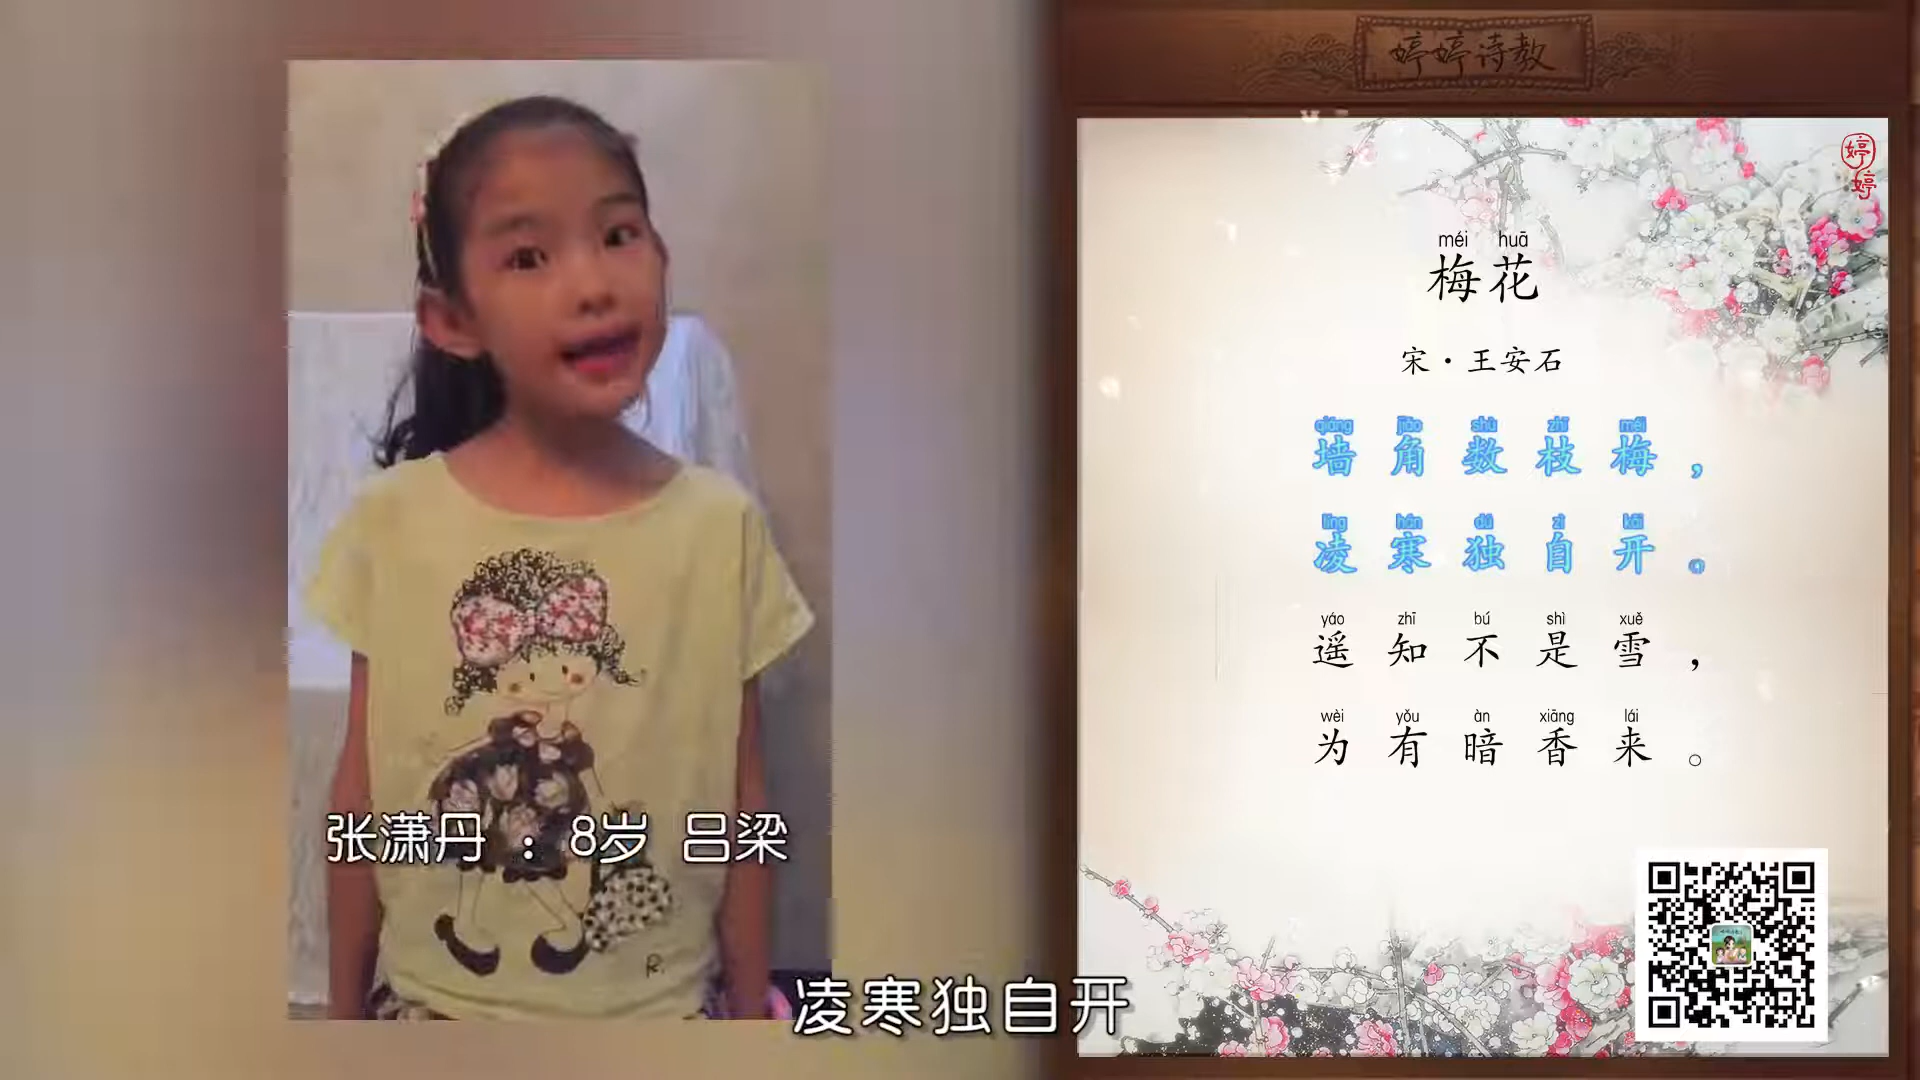 婷婷诗教
婷
婷
méi huā
梅花
宋·王安石
qiáng jiǎo shù zhī méi
墙角数枝梅，
líng hán dú zì kāi
凌寒独自开。
yáo zhī bú shì xuě
遥知不是雪，
wèi yǒu àn xiāng lái
为有暗香来。
张潇丹 ：8岁 吕梁
凌寒独自开